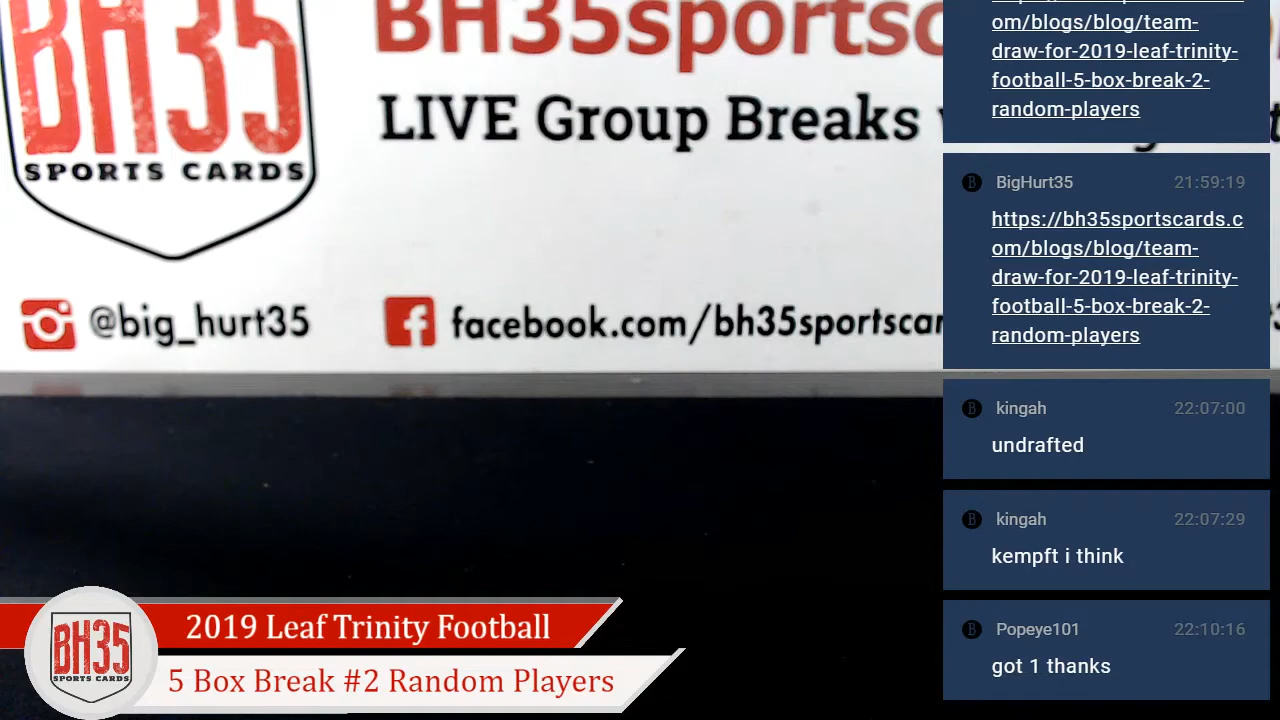 BH35
SPORTS CARDS
BH35sportsc
LIVE Group Breaks
@big_hurt35
facebook.com/bh35sportscar
om/blogs/blog/team-
draw-for-2019-leaf-trinity-
football-5-box-break-2-
random-players
BigHurt35 21:59:19
https://bh35sportscards.c
om/blogs/blog/team-
draw-for-2019-leaf-trinity-
football-5-box-break-2-
random-players
kingah 22:07:00
undrafted
kingah 22:07:29
kempft i think
Popeye101 22:10:16
got 1 thanks
BH35
SPORTS CARDS
2019 Leaf Trinity Football
5 Box Break #2 Random Players